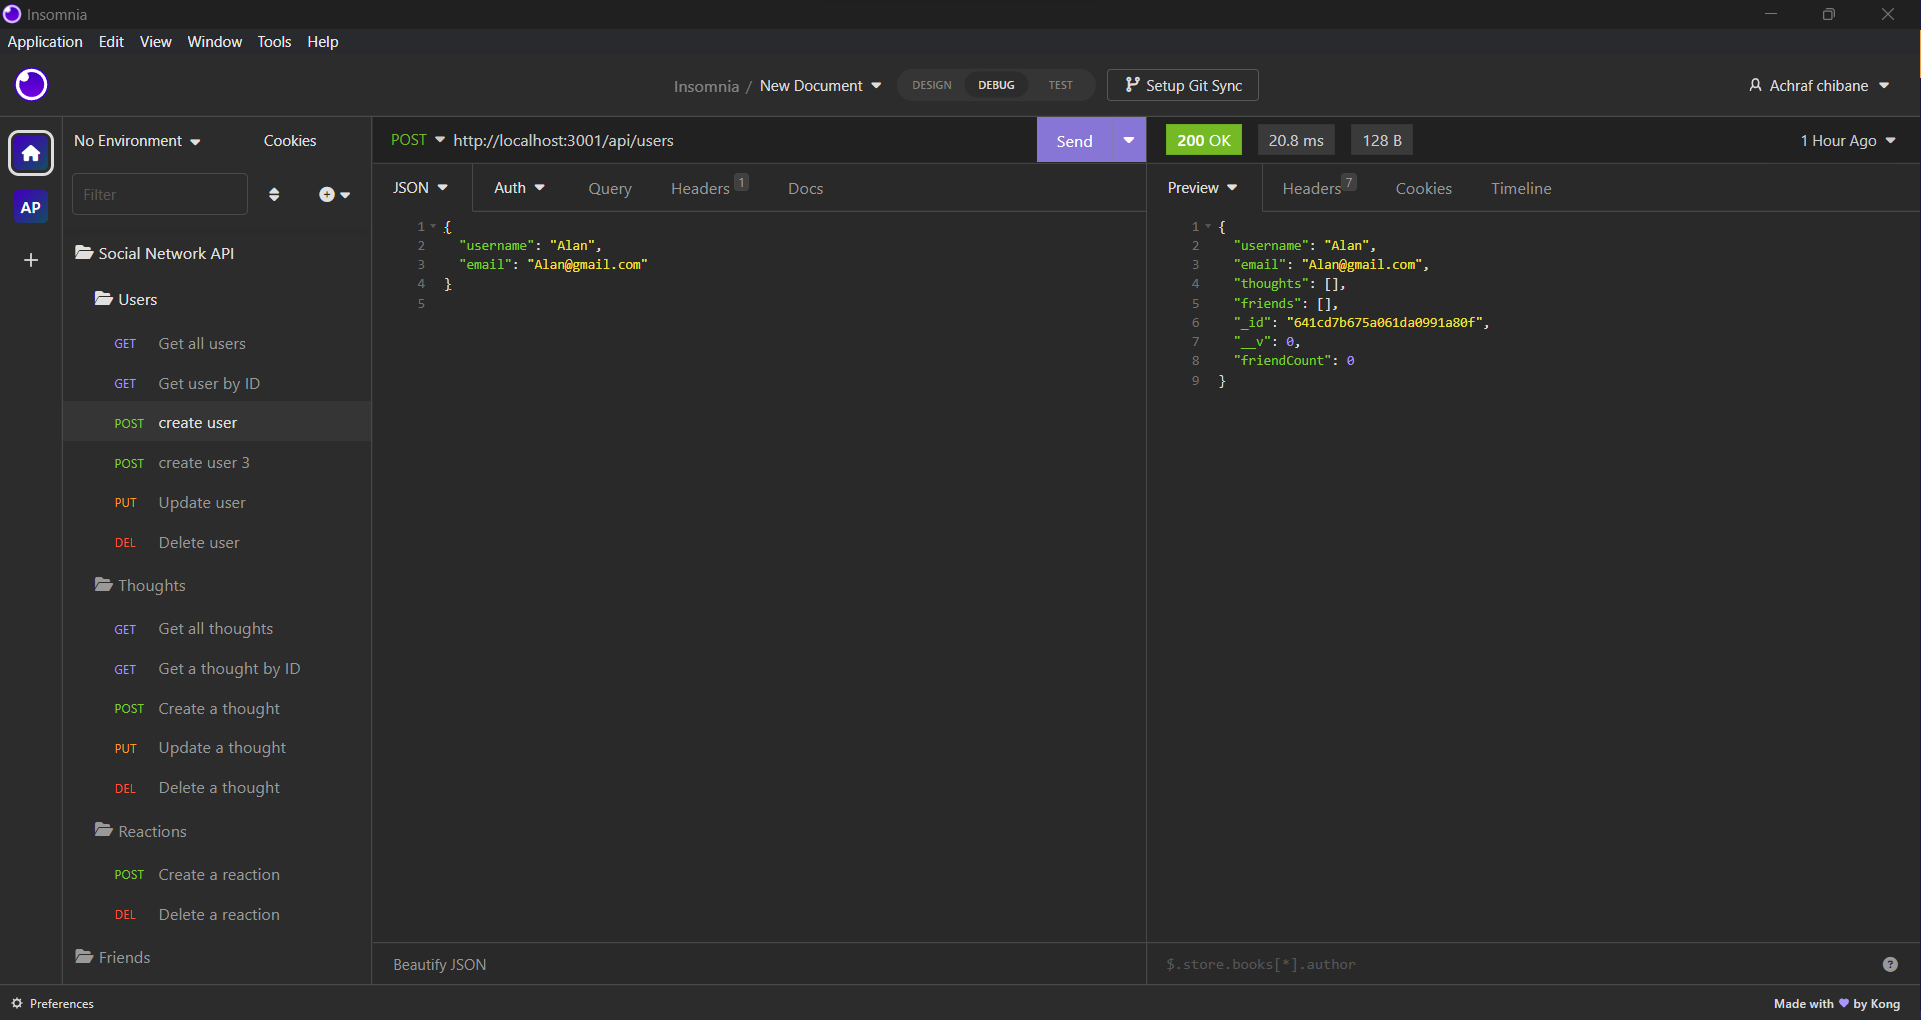 Insomnia
Application Edit View Window Tools Help
Insomnia / New Document DESIGN DEBUG TEST Setup Git Sync Achraf chibane
No Environment Cookies
POST http://localhost:3001/api/users Send 200 OK 20.8 ms 128 B 1 Hour Ago
AP
Filter
JSON Auth Query Headers 1 Docs
Preview Headers 7 Cookies Timeline
Social Network API
Users
GET Get all users
GET Get user by ID
POST create user
POST create user 3
PUT Update user
DEL Delete user
Thoughts
GET Get all thoughts
GET Get a thought by ID
POST Create a thought
PUT Update a thought
DEL Delete a thought
Reactions
POST Create a reaction
DEL Delete a reaction
Friends
1 {
2 "username": "Alan",
3 "email": "Alan@gmail.com"
4 }
5
1 {
2 "username": "Alan",
3 "email": "Alan@gmail.com",
4 "thoughts": [],
5 "friends": [],
6 "_id": "641cd7b675a061da0991a80f",
7 "__v": 0,
8 "friendCount": 0
9 }
Beautify JSON
$.store.books[*].author ?
Preferences
Made with 💜 by Kong